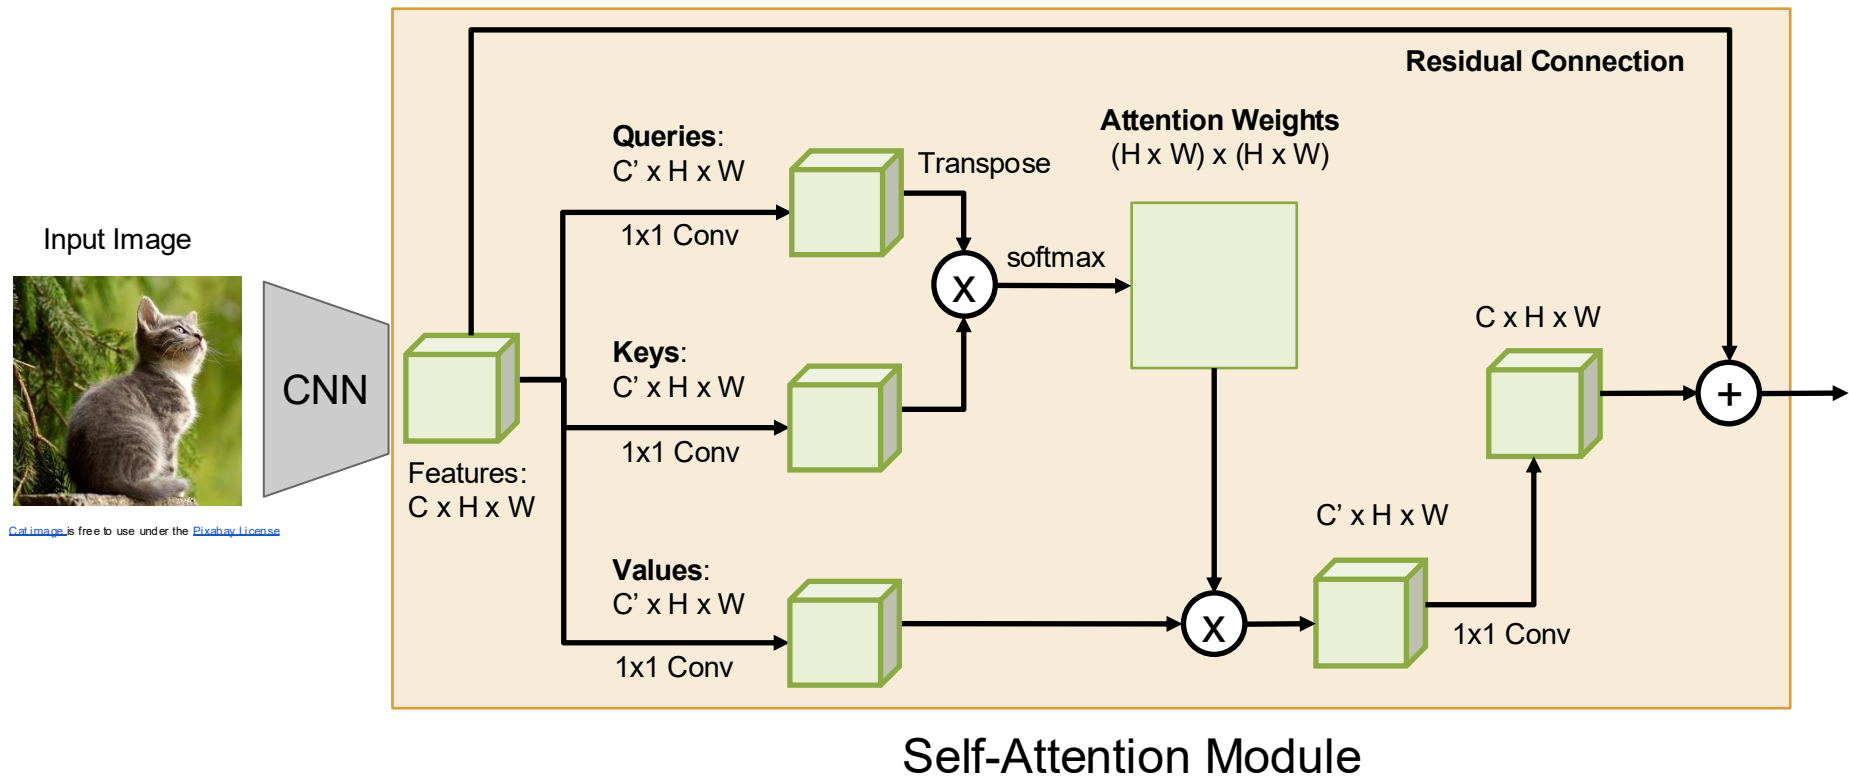 Residual Connection
Attention Weights
(H x W) x (H x W)
Queries:
C’ x H x W
Transpose
1x1 Conv
Input Image
softmax
X
C x H x W
Keys:
C’ x H x W
CNN
+
1x1 Conv
Features:
C x H x W
C’ x H x W
Cat image is free to use under the Pixabay License
Values:
C’ x H x W
X
1x1 Conv
1x1 Conv
Self-Attention Module